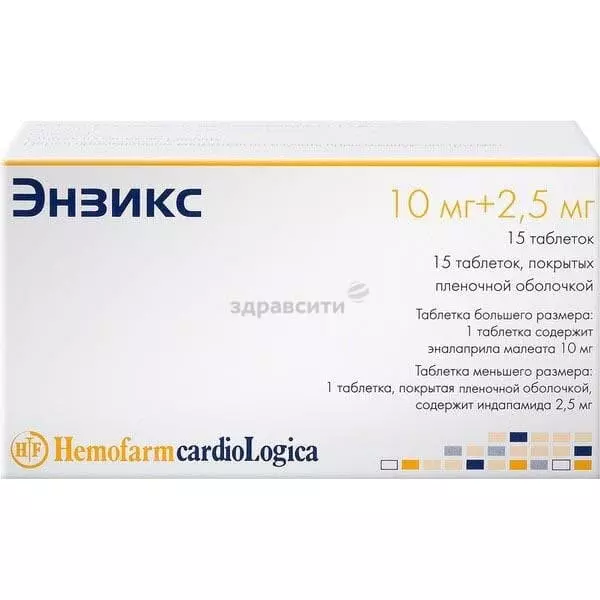 Энзикс
10 мг+2,5 мг
15 таблеток
15 таблеток, покрытых
пленочной оболочкой
здравсити
Таблетка большего размера:
1 таблетка содержит
эналаприла малеата 10 мг
Таблетка меньшего размера:
1 таблетка, покрытая пленочной оболочкой,
содержит индапамида 2,5 мг
HF Hemofarm cardioLogica